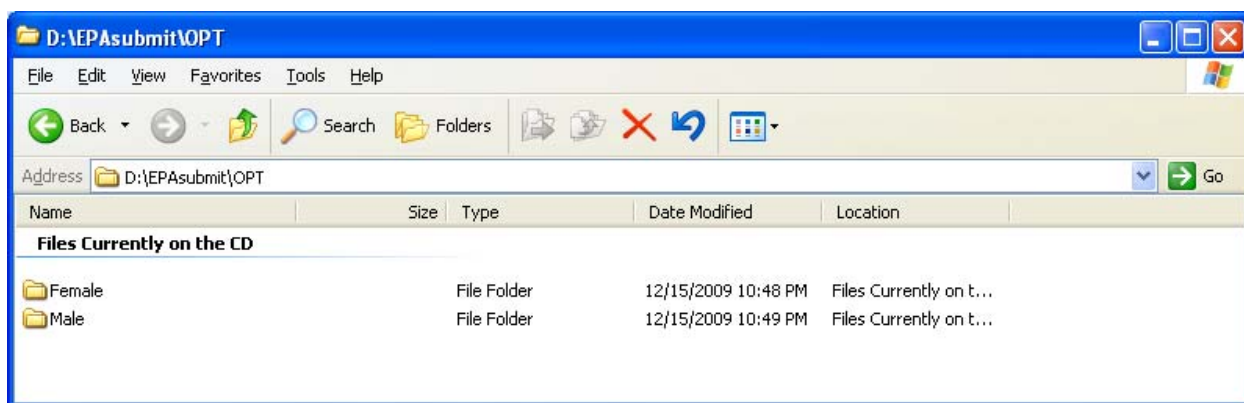 D:\EPAsubmit\OPT
File Edit View Favorites Tools Help
Back Search Folders
Address D:\EPAsubmit\OPT Go
Name Size Type Date Modified Location
Files Currently on the CD
Female File Folder 12/15/2009 10:48 PM Files Currently on t...
Male File Folder 12/15/2009 10:49 PM Files Currently on t...